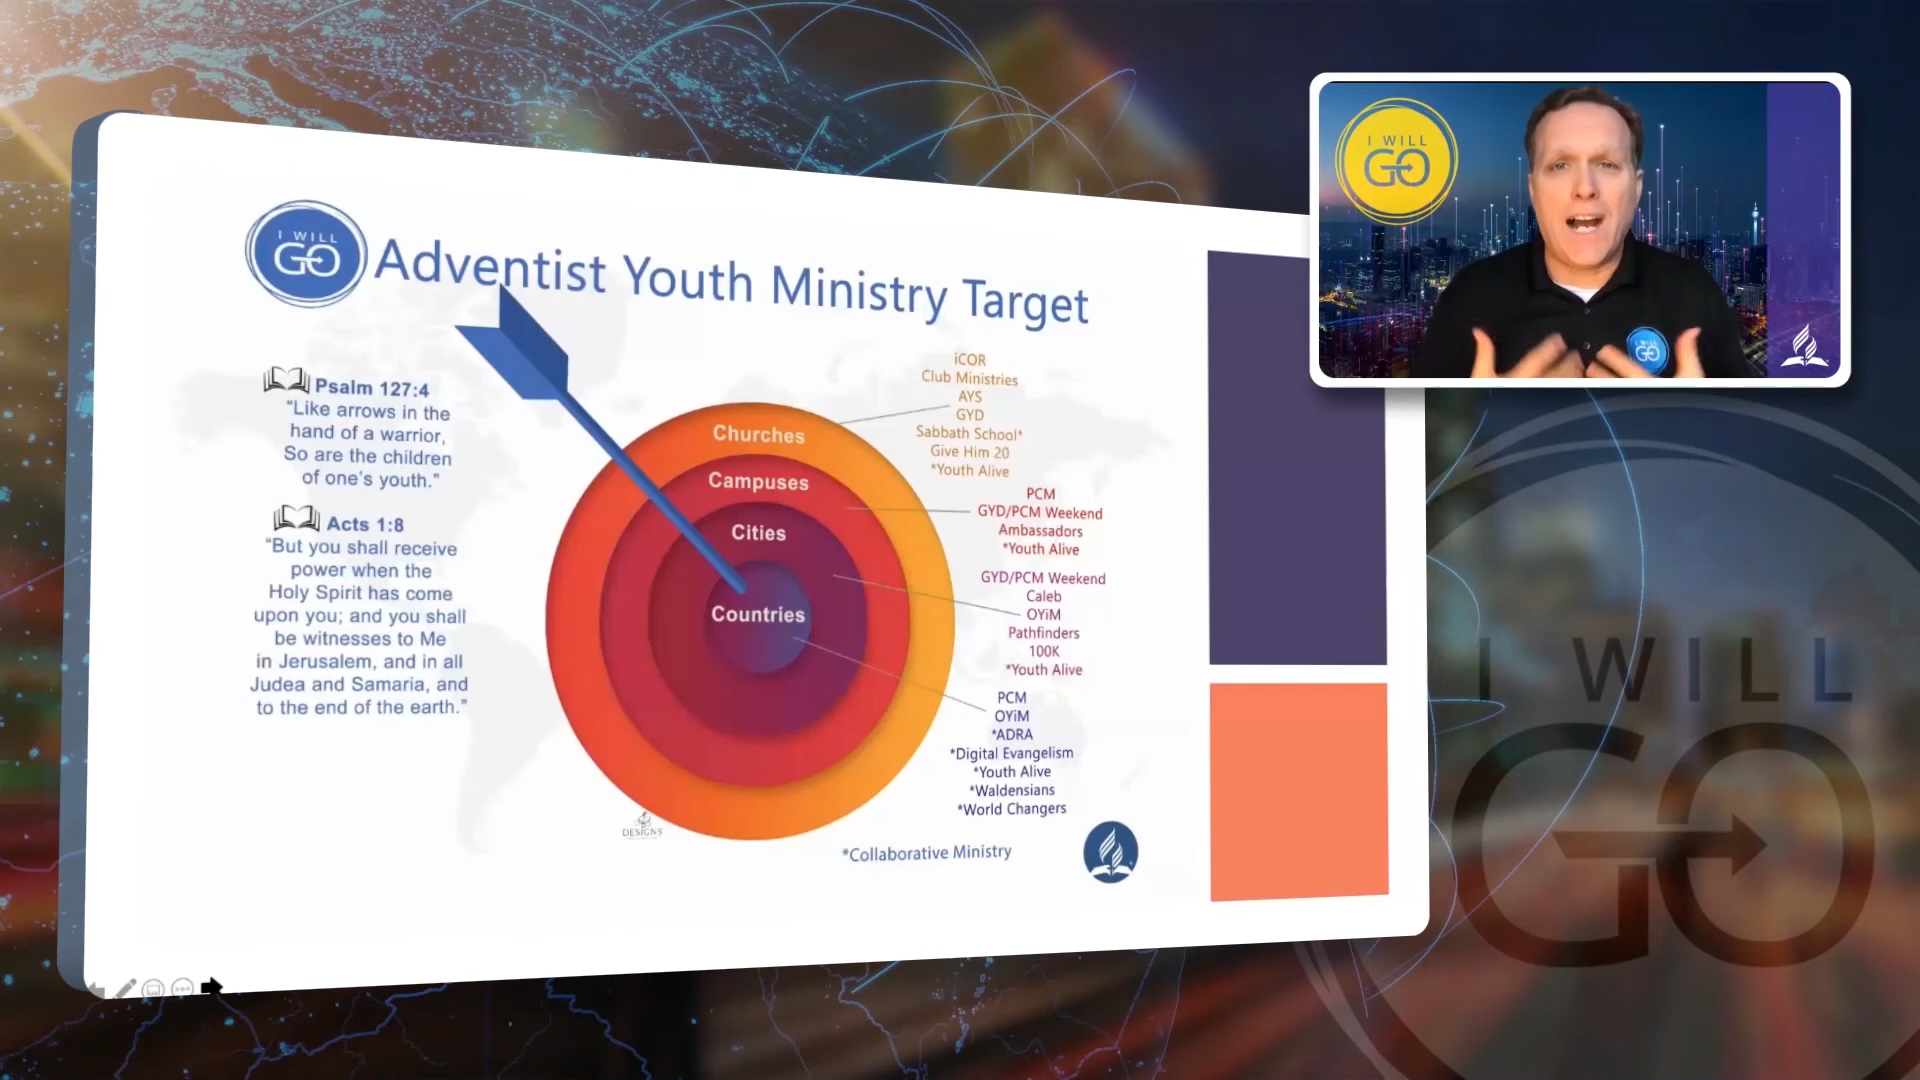 I WILL
GO
Adventist Youth Ministry Target
Psalm 127:4
“Like arrows in the
hand of a warrior,
So are the children
of one’s youth.”
Acts 1:8
“But you shall receive
power when the
Holy Spirit has come
upon you; and you shall
be witnesses to Me
in Jerusalem, and in all
Judea and Samaria, and
to the end of the earth.”
Churches
Campuses
Cities
Countries
iCOR
Club Ministries
AYS
GYD
Sabbath School*
Give Him 20
*Youth Alive
PCM
GYD/PCM Weekend
Ambassadors
*Youth Alive
GYD/PCM Weekend
Caleb
OYiM
Pathfinders
100K
*Youth Alive
PCM
OYiM
*ADRA
*Digital Evangelism
*Youth Alive
*Waldensians
*World Changers
DESIGNS
*Collaborative Ministry
I WILL
GO
I WILL
GO
I WILL
GO